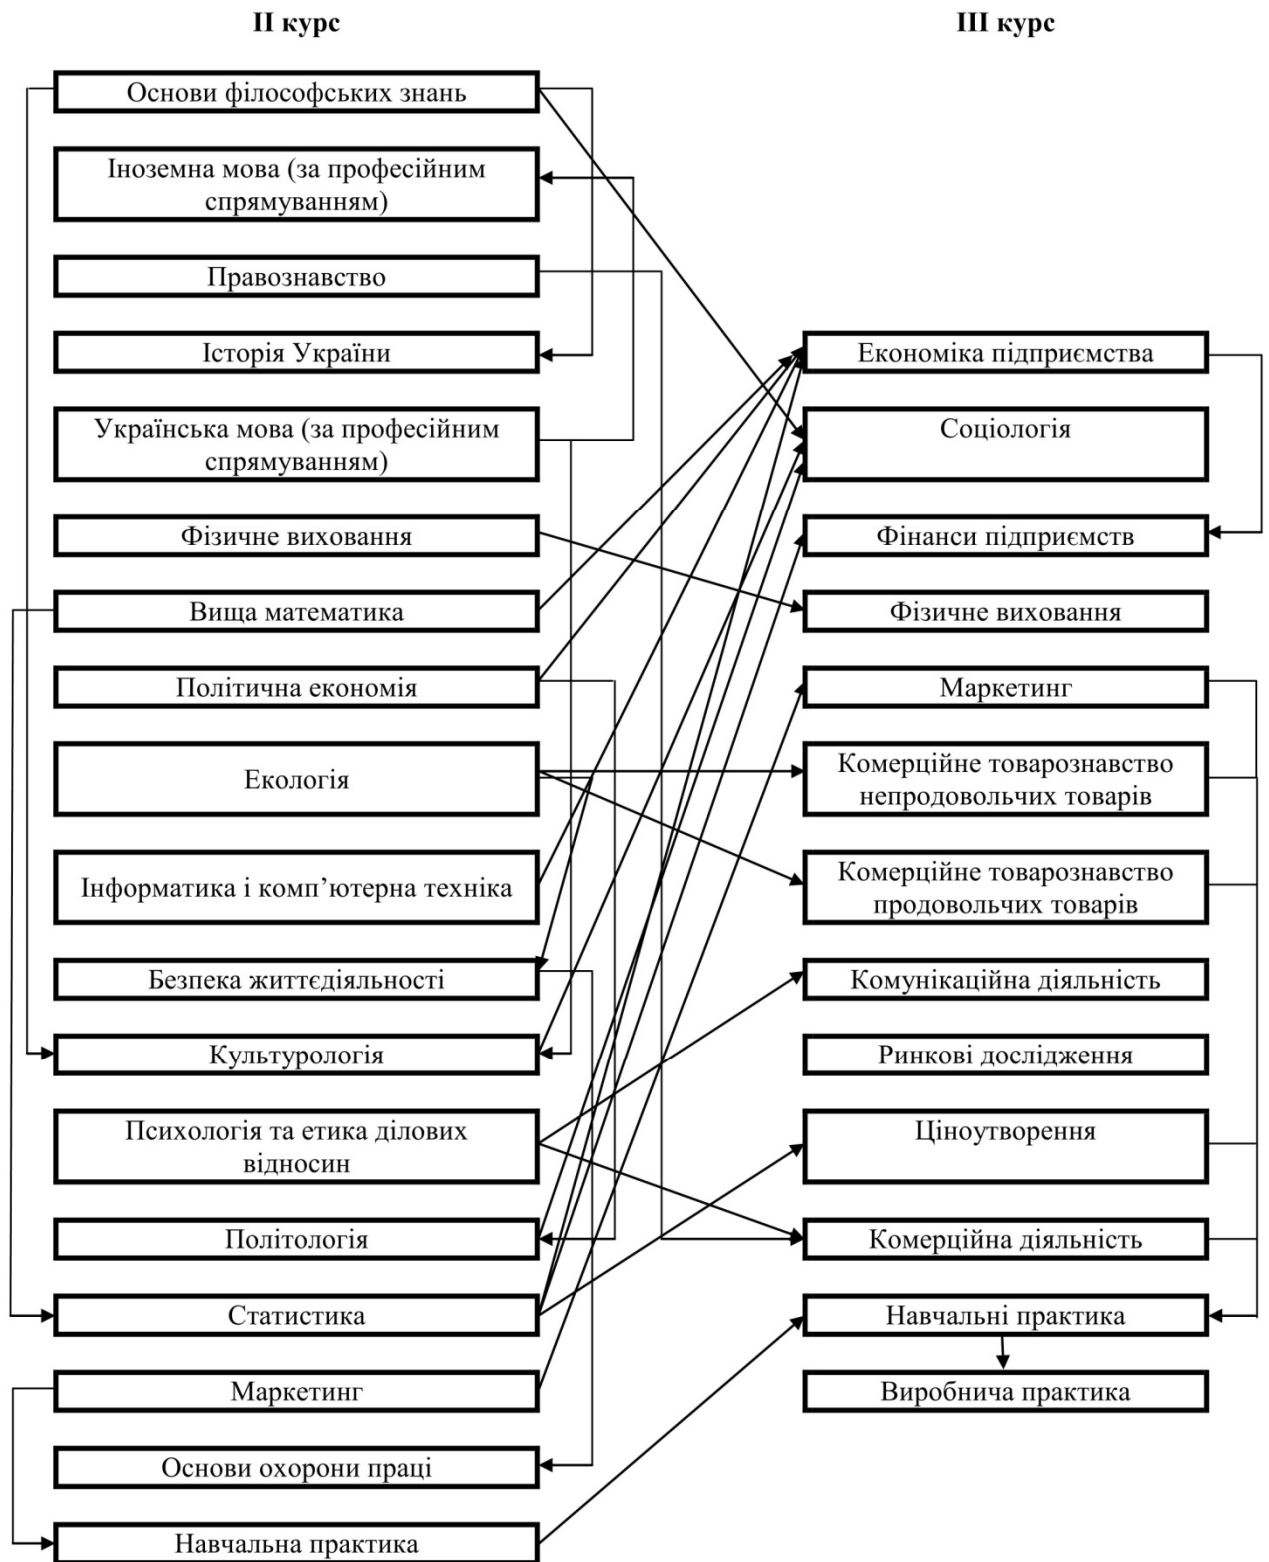 II курс
Основи філософських знань
Іноземна мова (за професійним
спрямуванням)
Правознавство
Історія України
Українська мова (за професійним
спрямуванням)
Фізичне виховання
Вища математика
Політична економія
Екологія
Інформатика і комп’ютерна техніка
Безпека життєдіяльності
Культурологія
Психологія та етика ділових
відносин
Політологія
Статистика
Маркетинг
Основи охорони праці
Навчальна практика
III курс
Економіка підприємства
Соціологія
Фінанси підприємств
Фізичне виховання
Маркетинг
Комерційне товарознавство
непродовольчих товарів
Комерційне товарознавство
продовольчих товарів
Комунікаційна діяльність
Ринкові дослідження
Ціноутворення
Комерційна діяльність
Навчальні практика
Виробнича практика